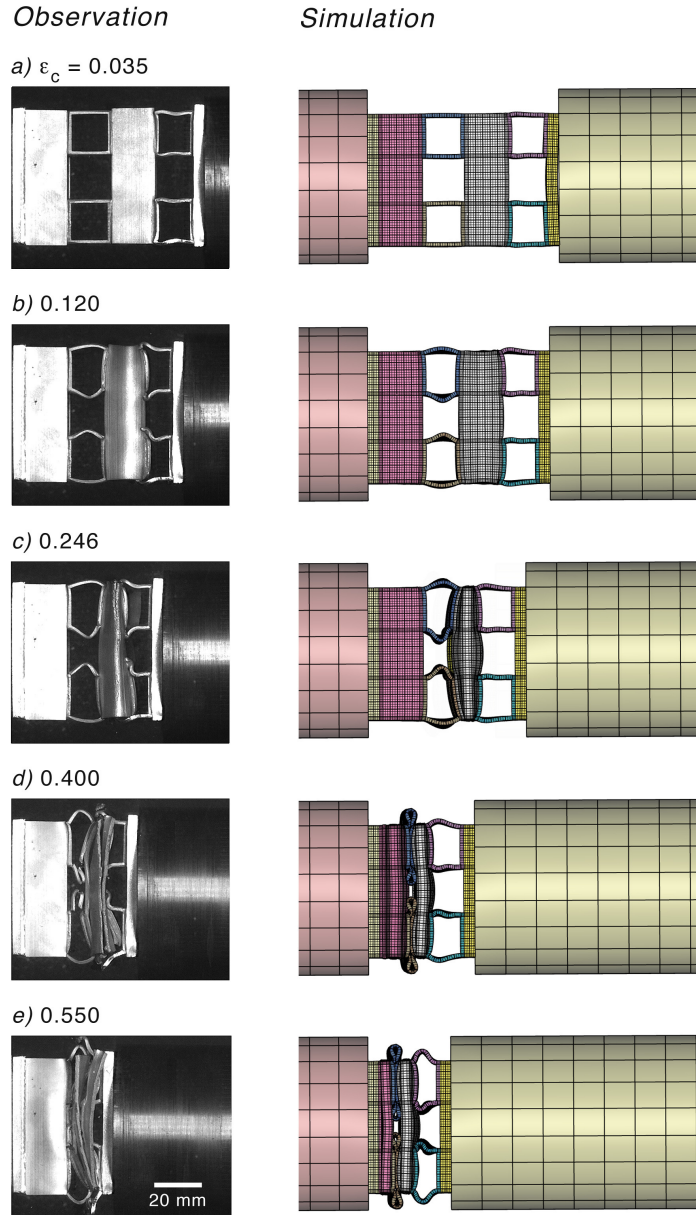 Observation
Simulation
a) εc = 0.035
b) 0.120
c) 0.246
d) 0.400
e) 0.550
20 mm